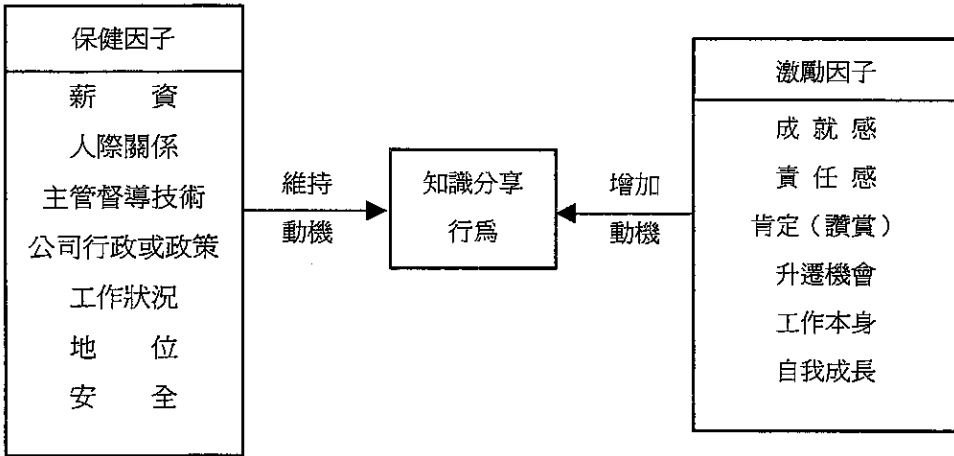 保健因子
薪　　資
人際關係
主管督導技術
公司行政或政策
工作狀況
地　　位
安　　全
維持
動機
知識分享
行為
增加
動機
激勵因子
成 就 感
責 任 感
肯定（讚賞）
升遷機會
工作本身
自我成長